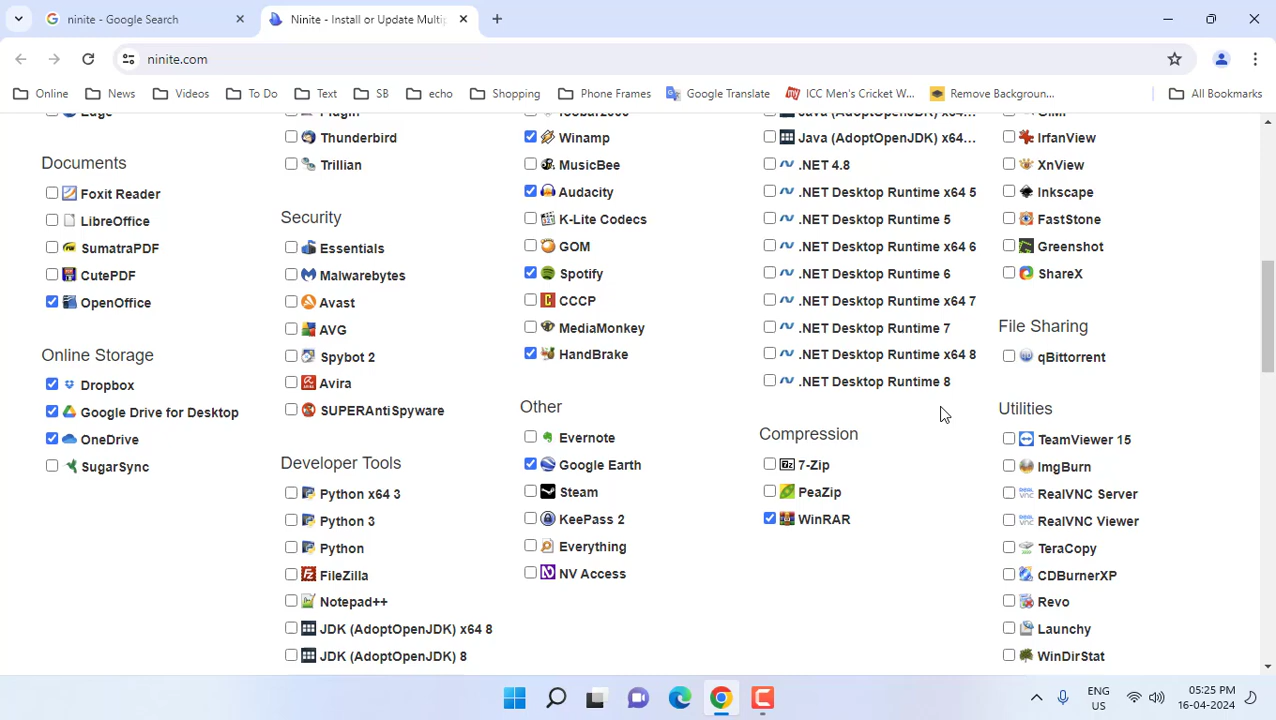 ninite - Google Search
Ninite - Install or Update Multip
ninite.com
Online
News
Videos
To Do
Text
SB
echo
Shopping
Phone Frames
Google Translate
ICC Men's Cricket W...
Remove Backgroun...
All Bookmarks
Edge
Documents
Foxit Reader
LibreOffice
SumatraPDF
CutePDF
OpenOffice
Online Storage
Dropbox
Google Drive for Desktop
OneDrive
SugarSync
Pidgin
Thunderbird
Trillian
Security
Essentials
Malwarebytes
Avast
AVG
Spybot 2
Avira
SUPERAntiSpyware
Developer Tools
Python x64 3
Python 3
Python
FileZilla
Notepad++
JDK (AdoptOpenJDK) x64 8
JDK (AdoptOpenJDK) 8
foobar2000
Winamp
MusicBee
Audacity
K-Lite Codecs
GOM
Spotify
CCCP
MediaMonkey
HandBrake
Other
Evernote
Google Earth
Steam
KeePass 2
Everything
NV Access
Java (AdoptOpenJDK) x64...
Java (AdoptOpenJDK) x64...
.NET 4.8
.NET Desktop Runtime x64 5
.NET Desktop Runtime 5
.NET Desktop Runtime x64 6
.NET Desktop Runtime 6
.NET Desktop Runtime x64 7
.NET Desktop Runtime 7
.NET Desktop Runtime x64 8
.NET Desktop Runtime 8
Compression
7-Zip
PeaZip
WinRAR
GIMP
IrfanView
XnView
Inkscape
FastStone
Greenshot
ShareX
File Sharing
qBittorrent
Utilities
TeamViewer 15
ImgBurn
RealVNC Server
RealVNC Viewer
TeraCopy
CDBurnerXP
Revo
Launchy
WinDirStat
ENG
US
05:25 PM
16-04-2024